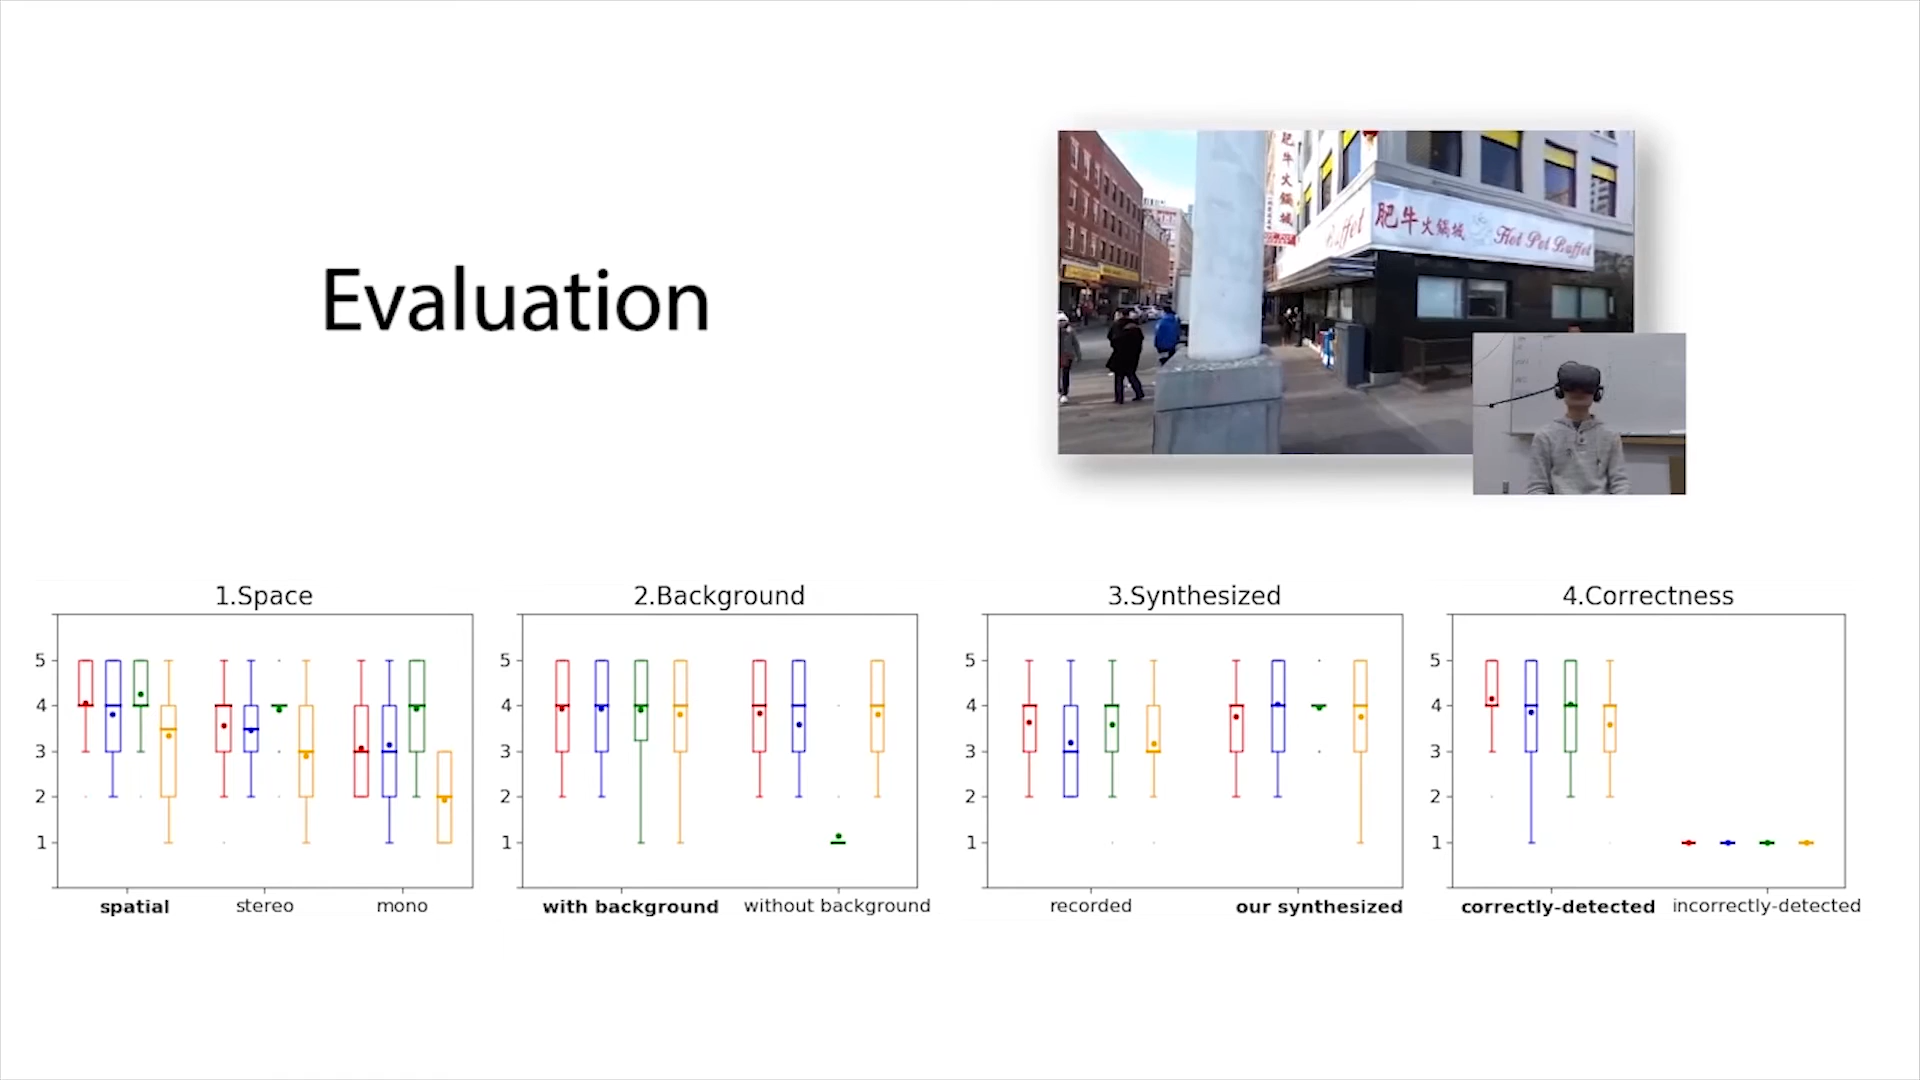 Evaluation
肥牛火鍋城
Buffet
肥牛火鍋城 Hot Pot Buffet
1.Space
5
4
3
2
1
spatial stereo mono
2.Background
5
4
3
2
1
with background without background
3.Synthesized
5
4
3
2
1
recorded our synthesized
4.Correctness
5
4
3
2
1
correctly-detected incorrectly-detected